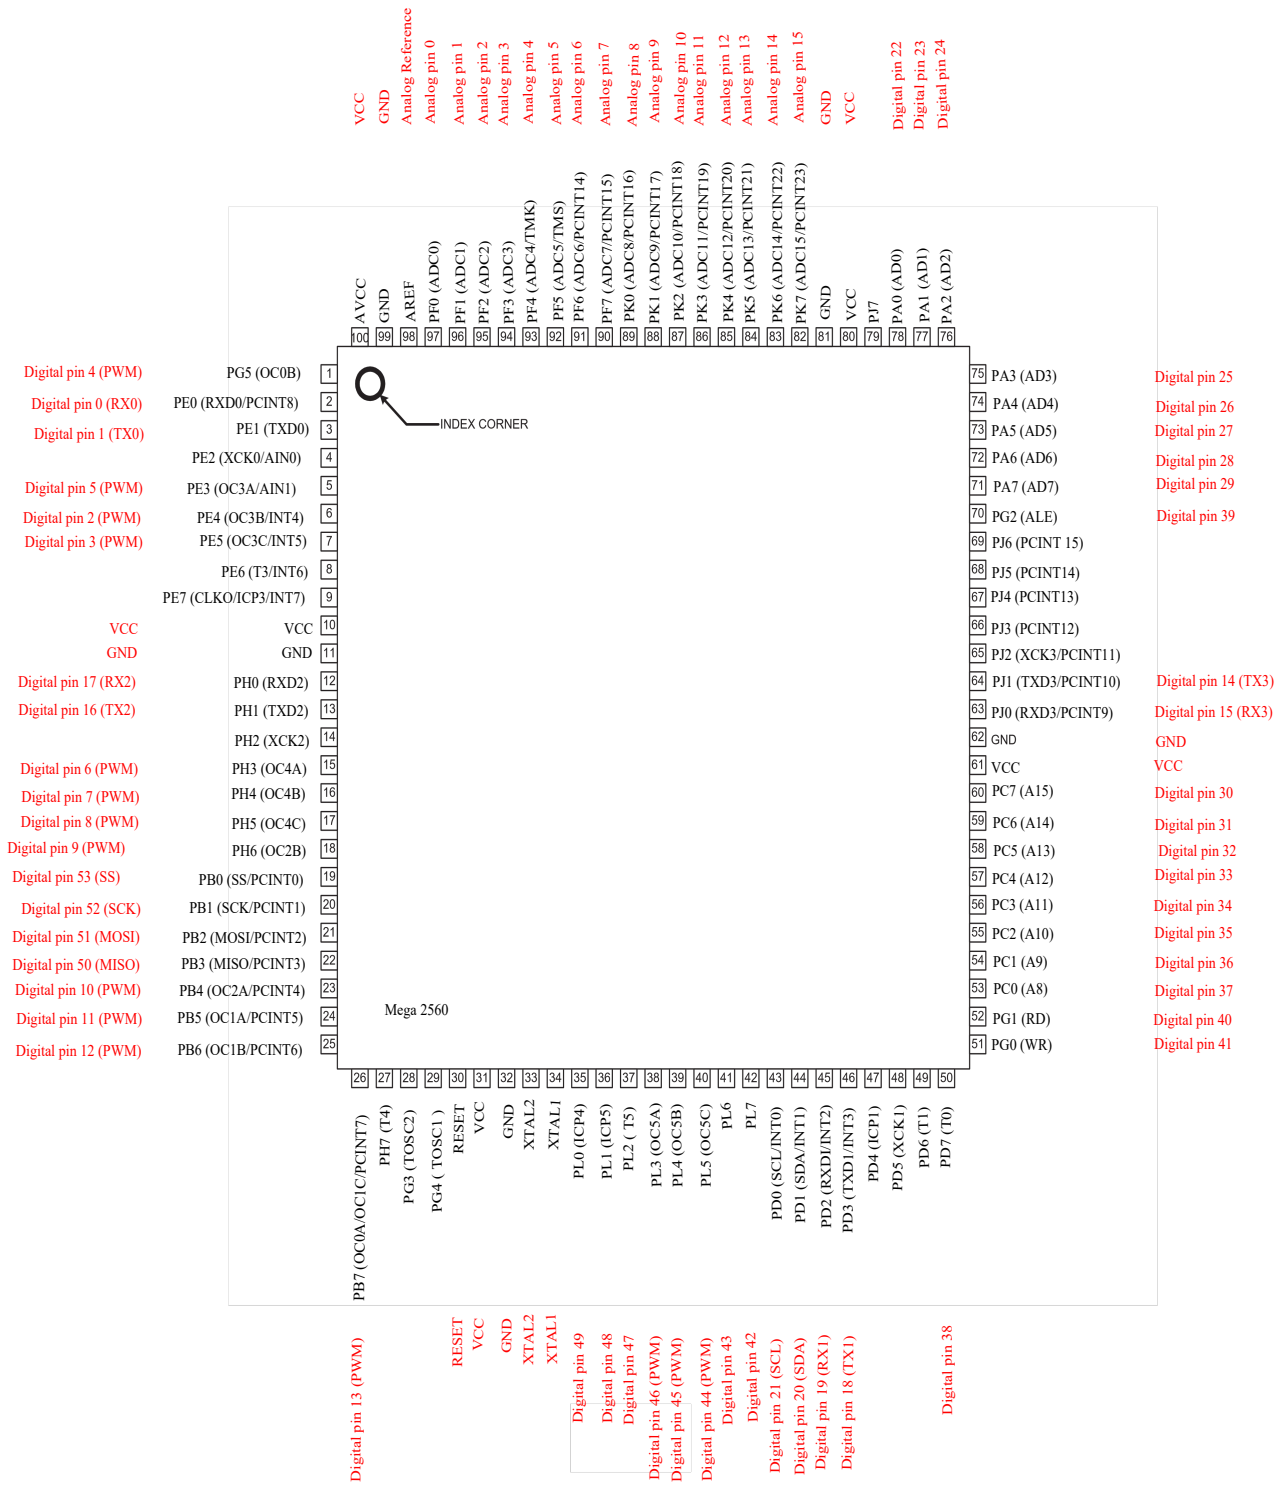 VCC
GND
Analog Reference
Analog pin 0
Analog pin 1
Analog pin 2
Analog pin 3
Analog pin 4
Analog pin 5
Analog pin 6
Analog pin 7
Analog pin 8
Analog pin 9
Analog pin 10
Analog pin 11
Analog pin 12
Analog pin 13
Analog pin 14
Analog pin 15
GND
VCC
Digital pin 22
Digital pin 23
Digital pin 24
AVCC
GND
AREF
PF0 (ADC0)
PF1 (ADC1)
PF2 (ADC2)
PF3 (ADC3)
PF4 (ADC4/TMK)
PF5 (ADC5/TMS)
PF6 (ADC6/PCINT14)
PF7 (ADC7/PCINT15)
PK0 (ADC8/PCINT16)
PK1 (ADC9/PCINT17)
PK2 (ADC10/PCINT18)
PK3 (ADC11/PCINT19)
PK4 (ADC12/PCINT20)
PK5 (ADC13/PCINT21)
PK6 (ADC14/PCINT22)
PK7 (ADC15/PCINT23)
GND
VCC
PJ7
PA0 (AD0)
PA1 (AD1)
PA2 (AD2)
100 99 98 97 96 95 94 93 92 91 90 89 88 87 86 85 84 83 82 81 80 79 78 77 76
Digital pin 4 (PWM) PG5 (OC0B) 1
Digital pin 0 (RX0) PE0 (RXD0/PCINT8) 2
Digital pin 1 (TX0) PE1 (TXD0) 3
PE2 (XCK0/AIN0) 4
Digital pin 5 (PWM) PE3 (OC3A/AIN1) 5
Digital pin 2 (PWM) PE4 (OC3B/INT4) 6
Digital pin 3 (PWM) PE5 (OC3C/INT5) 7
PE6 (T3/INT6) 8
PE7 (CLKO/ICP3/INT7) 9
VCC VCC 10
GND GND 11
Digital pin 17 (RX2) PH0 (RXD2) 12
Digital pin 16 (TX2) PH1 (TXD2) 13
PH2 (XCK2) 14
Digital pin 6 (PWM) PH3 (OC4A) 15
Digital pin 7 (PWM) PH4 (OC4B) 16
Digital pin 8 (PWM) PH5 (OC4C) 17
Digital pin 9 (PWM) PH6 (OC2B) 18
Digital pin 53 (SS) PB0 (SS/PCINT0) 19
Digital pin 52 (SCK) PB1 (SCK/PCINT1) 20
Digital pin 51 (MOSI) PB2 (MOSI/PCINT2) 21
Digital pin 50 (MISO) PB3 (MISO/PCINT3) 22
Digital pin 10 (PWM) PB4 (OC2A/PCINT4) 23
Digital pin 11 (PWM) PB5 (OC1A/PCINT5) 24
Digital pin 12 (PWM) PB6 (OC1B/PCINT6) 25
INDEX CORNER
Mega 2560
75 PA3 (AD3) Digital pin 25
74 PA4 (AD4) Digital pin 26
73 PA5 (AD5) Digital pin 27
72 PA6 (AD6) Digital pin 28
71 PA7 (AD7) Digital pin 29
70 PG2 (ALE) Digital pin 39
69 PJ6 (PCINT 15)
68 PJ5 (PCINT14)
67 PJ4 (PCINT13)
66 PJ3 (PCINT12)
65 PJ2 (XCK3/PCINT11)
64 PJ1 (TXD3/PCINT10) Digital pin 14 (TX3)
63 PJ0 (RXD3/PCINT9) Digital pin 15 (RX3)
62 GND GND
61 VCC VCC
60 PC7 (A15) Digital pin 30
59 PC6 (A14) Digital pin 31
58 PC5 (A13) Digital pin 32
57 PC4 (A12) Digital pin 33
56 PC3 (A11) Digital pin 34
55 PC2 (A10) Digital pin 35
54 PC1 (A9) Digital pin 36
53 PC0 (A8) Digital pin 37
52 PG1 (RD) Digital pin 40
51 PG0 (WR) Digital pin 41
26 27 28 29 30 31 32 33 34 35 36 37 38 39 40 41 42 43 44 45 46 47 48 49 50
PB7 (OC0A/OC1C/PCINT7)
PH7 (T4)
PG3 (TOSC2)
PG4 ( TOSC1 )
RESET
VCC
GND
XTAL2
XTAL1
PL0 (ICP4)
PL1 (ICP5)
PL2 ( T5)
PL3 (OC5A)
PL4 (OC5B)
PL5 (OC5C)
PL6
PL7
PD0 (SCL/INT0)
PD1 (SDA/INT1)
PD2 (RXDI/INT2)
PD3 (TXD1/INT3)
PD4 (ICP1)
PD5 (XCK1)
PD6 (T1)
PD7 (T0)
Digital pin 13 (PWM)
RESET
VCC
GND
XTAL2
XTAL1
Digital pin 49
Digital pin 48
Digital pin 47
Digital pin 46 (PWM)
Digital pin 45 (PWM)
Digital pin 44 (PWM)
Digital pin 43
Digital pin 42
Digital pin 21 (SCL)
Digital pin 20 (SDA)
Digital pin 19 (RX1)
Digital pin 18 (TX1)
Digital pin 38